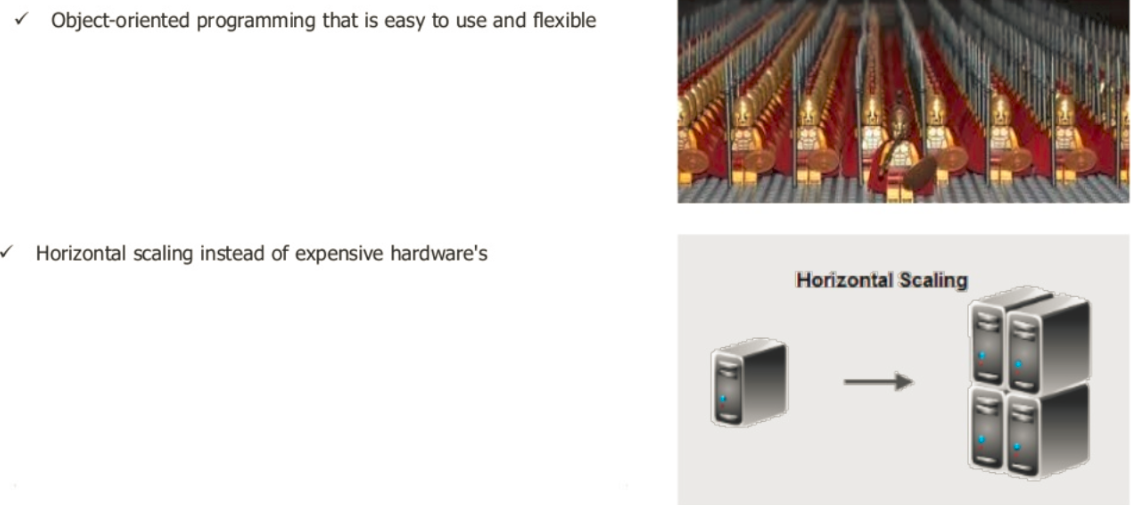 ✓ Object-oriented programming that is easy to use and flexible
✓ Horizontal scaling instead of expensive hardware's
Horizontal Scaling